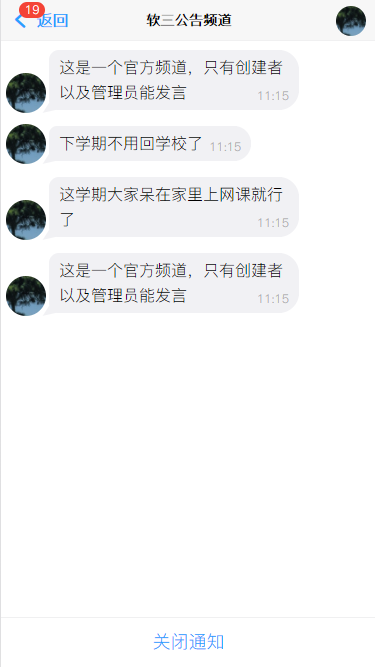 19
返回
软三公告频道
这是一个官方频道，只有创建者
以及管理员能发言
11:15
下学期不用回学校了
11:15
这学期大家呆在家里上网课就行
了
11:15
这是一个官方频道，只有创建者
以及管理员能发言
11:15
关闭通知